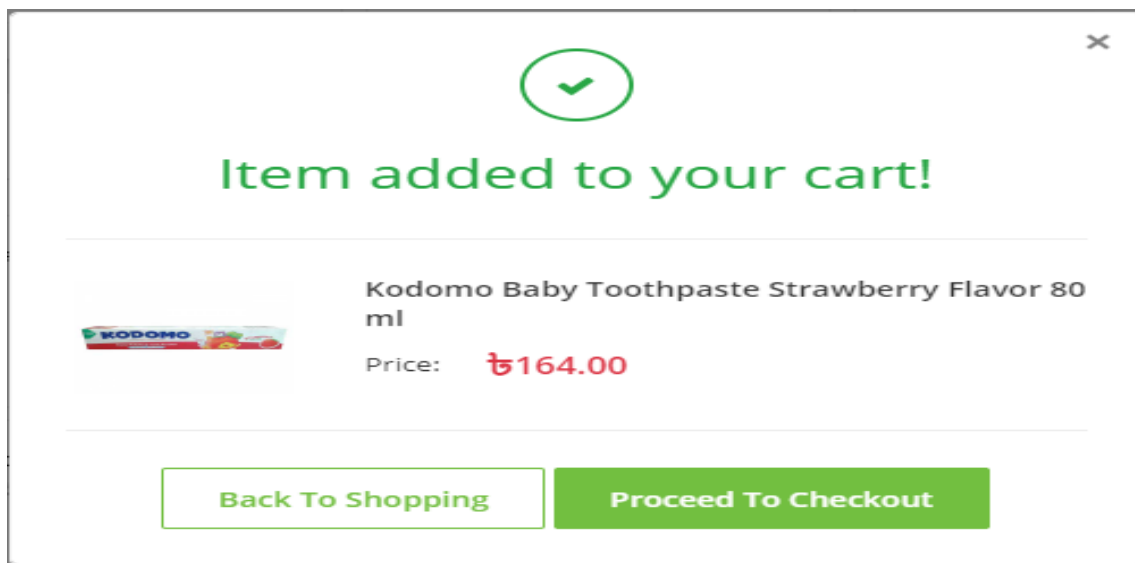 Item added to your cart!
Kodomo Baby Toothpaste Strawberry Flavor 80
ml
KODOMO
Price: ৳164.00
Back To Shopping
Proceed To Checkout